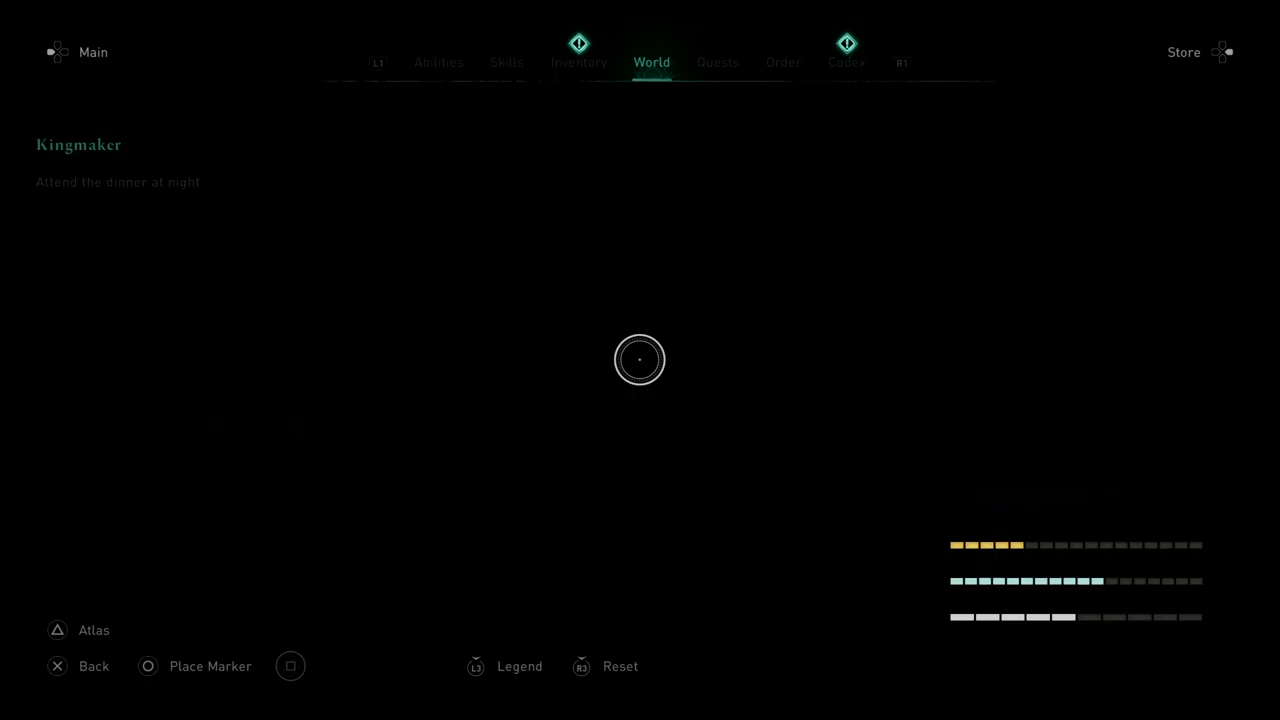 Main
L1 Abilities Skills Inventory World Quests Order Codex R1
Store
Kingmaker
Attend the dinner at night
Atlas
Back Place Marker L3 Legend R3 Reset